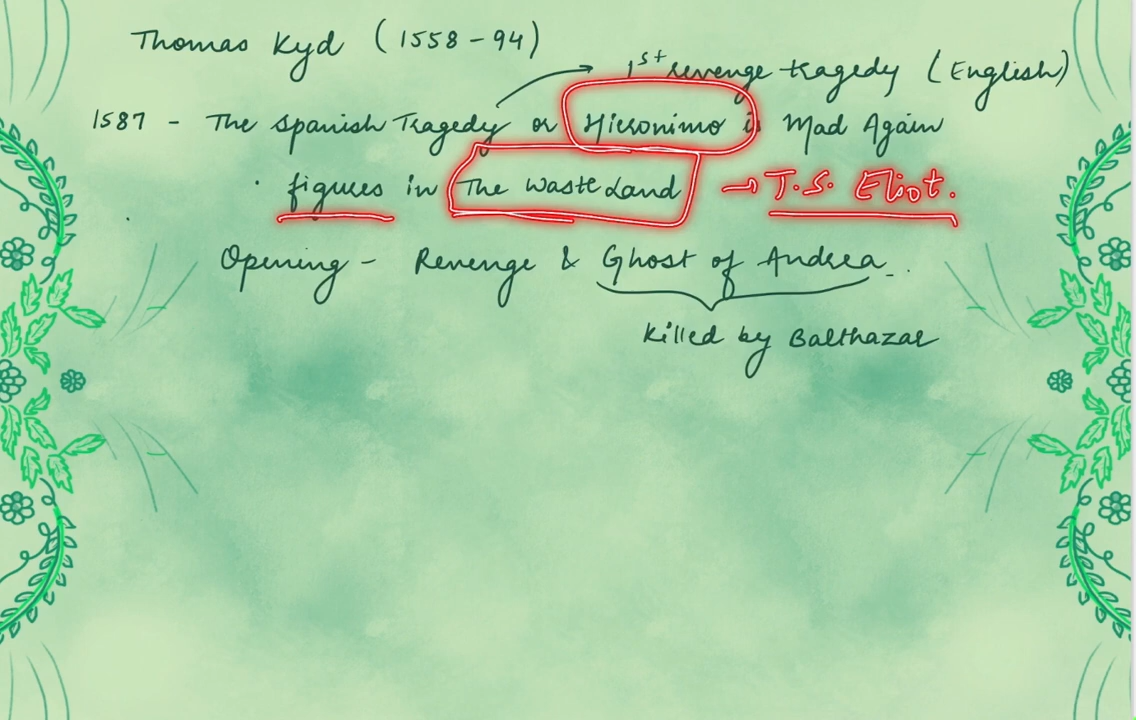 Thomas Kyd (1558-94)
1st revenge tragedy (English)
1587 - The Spanish Tragedy or Hieronimo is Mad Again
figures in The Waste Land → T.S. Eliot.
Opening - Revenge & Ghost of Andrea
Killed by Balthazar